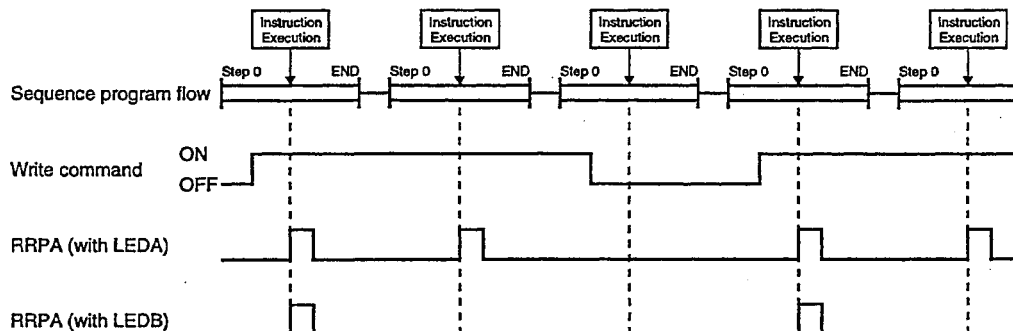 Instruction Execution
Instruction Execution
Instruction Execution
Instruction Execution
Instruction Execution
Step 0 END Step 0 END Step 0 END Step 0 END Step 0
Sequence program flow
ON
Write command
OFF
RRPA (with LEDA)
RRPA (with LEDB)